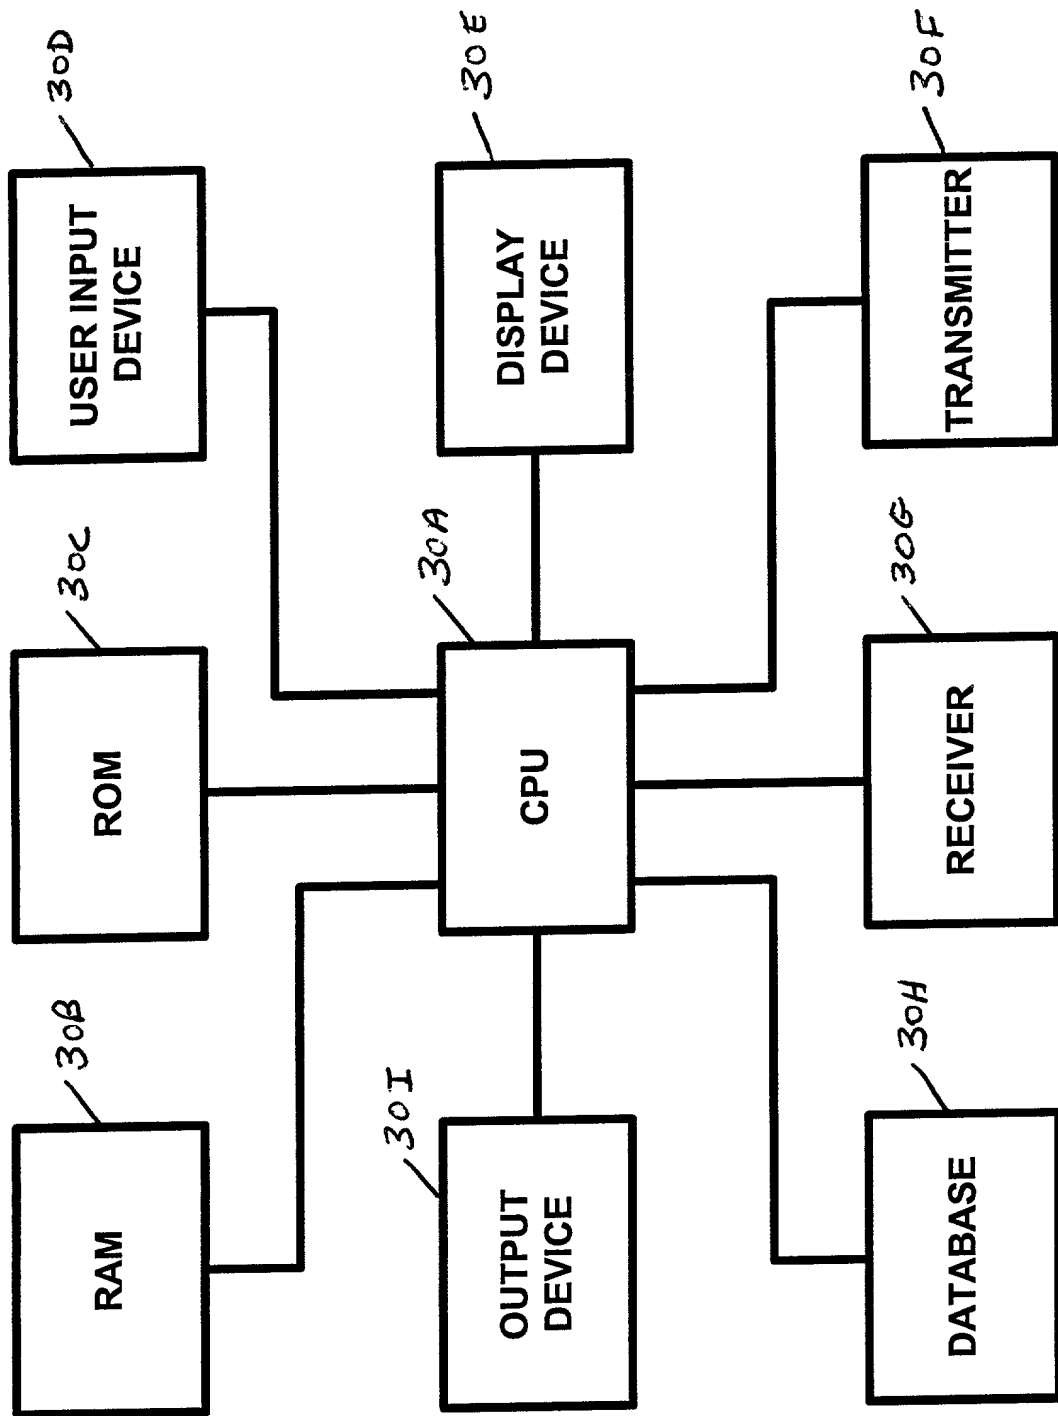 RAM
30B
ROM
30C
USER INPUT
DEVICE
30D
OUTPUT
DEVICE
30I
CPU
30A
DISPLAY
DEVICE
30E
DATABASE
30H
RECEIVER
30G
TRANSMITTER
30F